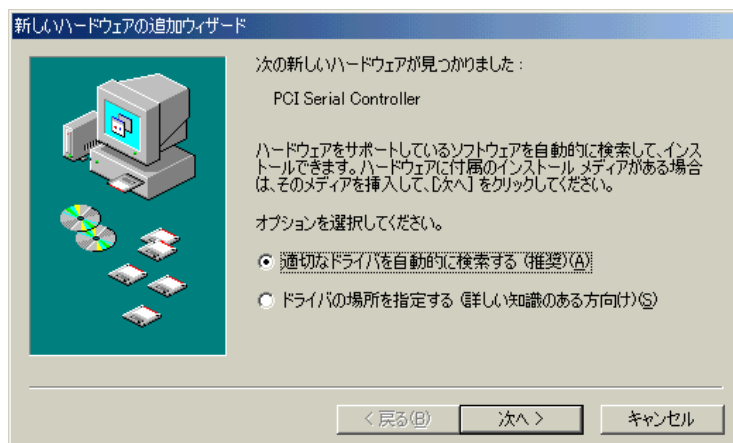 新しいハードウェアの追加ウィザード
次の新しいハードウェアが見つかりました :
PCI Serial Controller
ハードウェアをサポートしているソフトウェアを自動的に検索して、インス
トールできます。ハードウェアに付属のインストール メディアがある場合
は、そのメディアを挿入して、[次へ] をクリックしてください。
オプションを選択してください。
適切なドライバを自動的に検索する (推奨)(A)
ドライバの場所を指定する (詳しい知識のある方向け)(S)
< 戻る(B)
次へ >
キャンセル